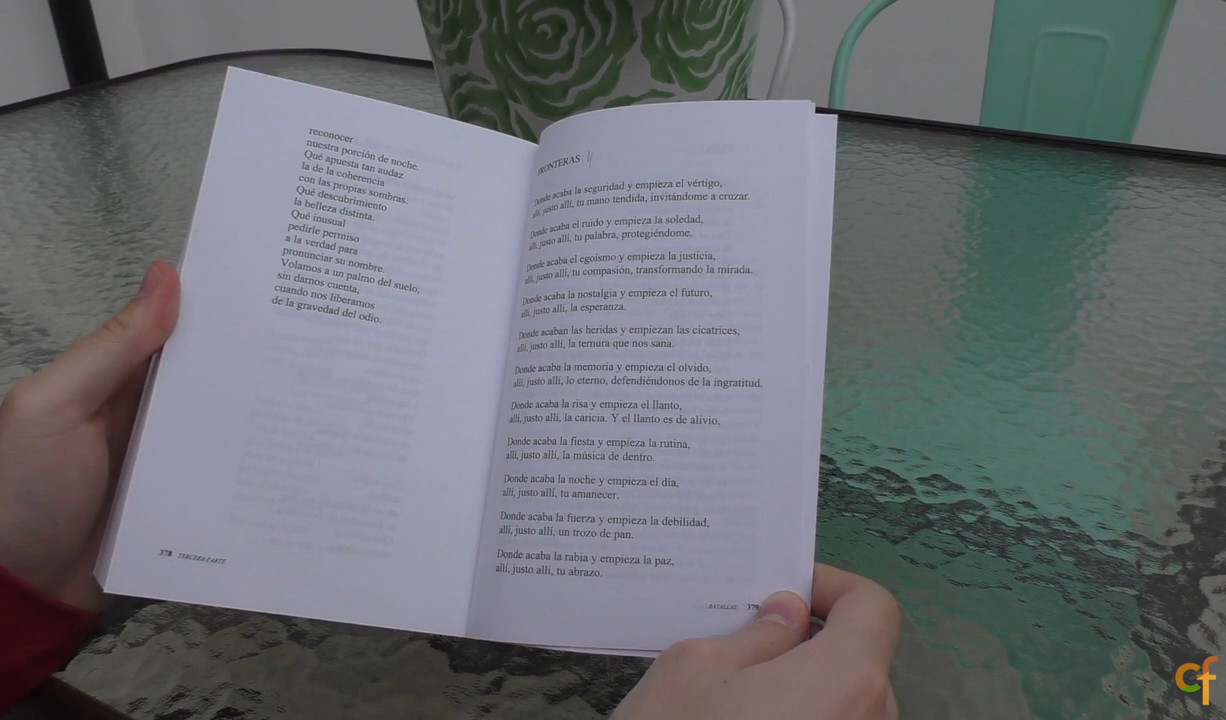 reconocer
nuestra porción de noche.
Qué apuesta tan audaz
la de la coherencia
con las propias sombras.
Qué descubrimiento
la belleza distinta.
Qué inusual
pedirle permiso
a la verdad para
pronunciar su nombre.
Volamos a un palmo del suelo,
sin darnos cuenta,
cuando nos liberamos
de la gravedad del odio.
378 TERCERA PARTE
FRONTERAS
Donde acaba la seguridad y empieza el vértigo,
allí, justo allí, tu mano tendida, invitándome a cruzar.
Donde acaba el ruido y empieza la soledad,
allí, justo allí, tu palabra, protegiéndome.
Donde acaba el egoísmo y empieza la justicia,
allí, justo allí, tu compasión, transformando la mirada.
Donde acaba la nostalgia y empieza el futuro,
allí, justo allí, la esperanza.
Donde acaban las heridas y empiezan las cicatrices,
allí, justo allí, la ternura que nos sana.
Donde acaba la memoria y empieza el olvido,
allí, justo allí, lo eterno, defendiéndonos de la ingratitud.
Donde acaba la risa y empieza el llanto,
allí, justo allí, la caricia. Y el llanto es de alivio.
Donde acaba la fiesta y empieza la rutina,
allí, justo allí, la música de dentro.
Donde acaba la noche y empieza el día,
allí, justo allí, tu amanecer.
Donde acaba la fuerza y empieza la debilidad,
allí, justo allí, un trozo de pan.
Donde acaba la rabia y empieza la paz,
allí, justo allí, tu abrazo.
BATALLAS 379
cf